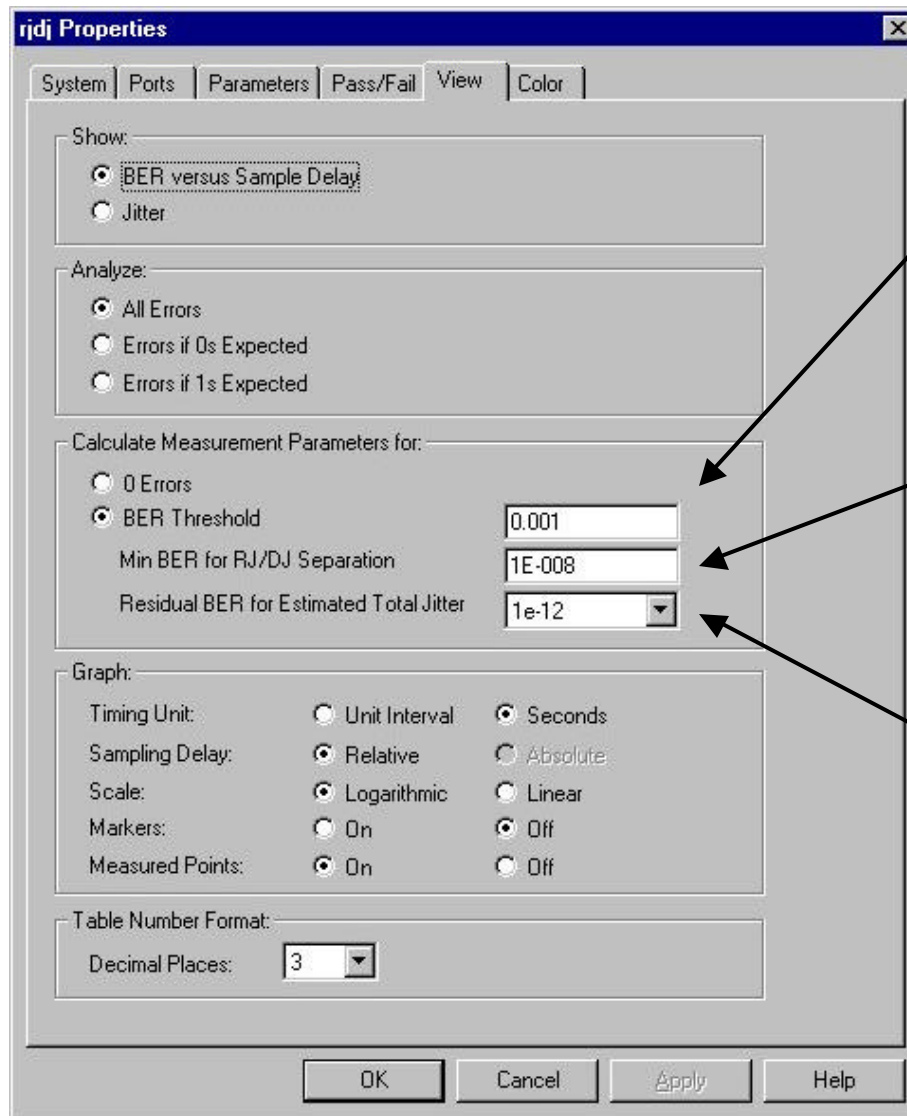 rjdj Properties
System Ports Parameters Pass/Fail View Color
Show:
BER versus Sample Delay
Jitter
Analyze:
All Errors
Errors if 0s Expected
Errors if 1s Expected
Calculate Measurement Parameters for:
0 Errors
BER Threshold 0.001
Min BER for RJ/DJ Separation 1E-008
Residual BER for Estimated Total Jitter 1e-12
Graph:
Timing Unit: Unit Interval Seconds
Sampling Delay: Relative Absolute
Scale: Logarithmic Linear
Markers: On Off
Measured Points: On Off
Table Number Format:
Decimal Places: 3
OK Cancel Apply Help